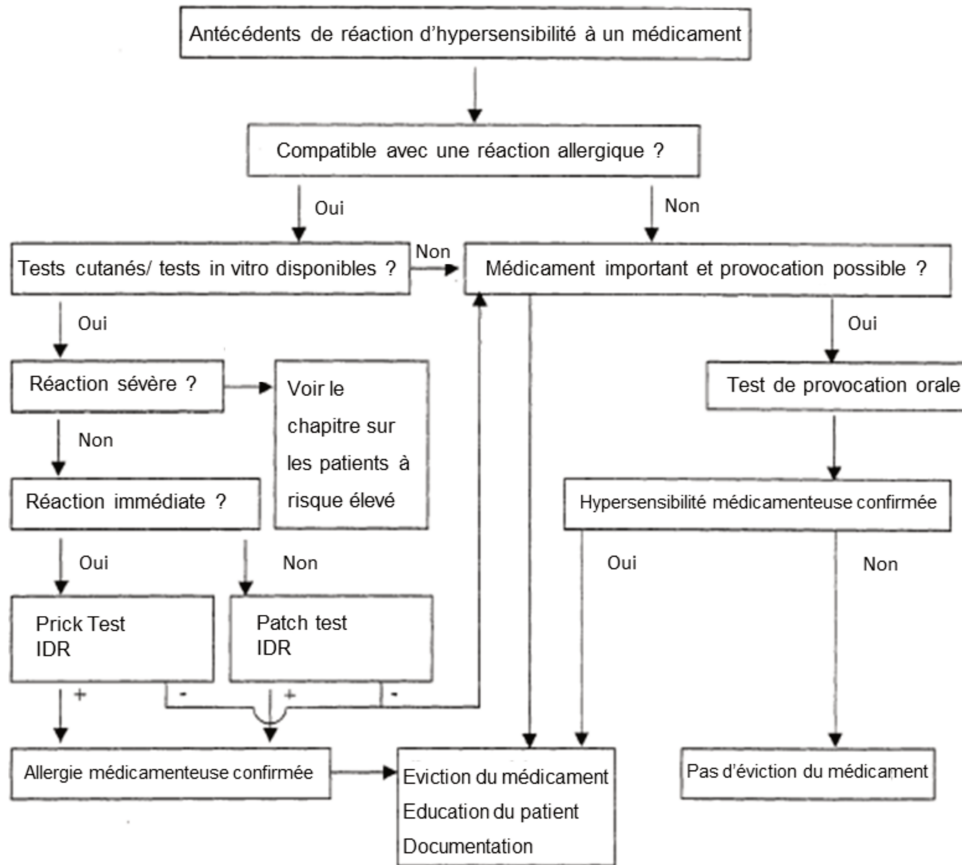 Antécédents de réaction d'hypersensibilité à un médicament
Compatible avec une réaction allergique ?
Oui
Non
Tests cutanés/ tests in vitro disponibles ?
Non
Médicament important et provocation possible ?
Oui
Oui
Réaction sévère ?
Voir le
chapitre sur
les patients à
risque élevé
Test de provocation orale
Non
Réaction immédiate ?
Hypersensibilité médicamenteuse confirmée
Oui
Non
Oui
Non
Prick Test
IDR
Patch test
IDR
+
-
+
-
Allergie médicamenteuse confirmée
Eviction du médicament
Education du patient
Documentation
Pas d'éviction du médicament